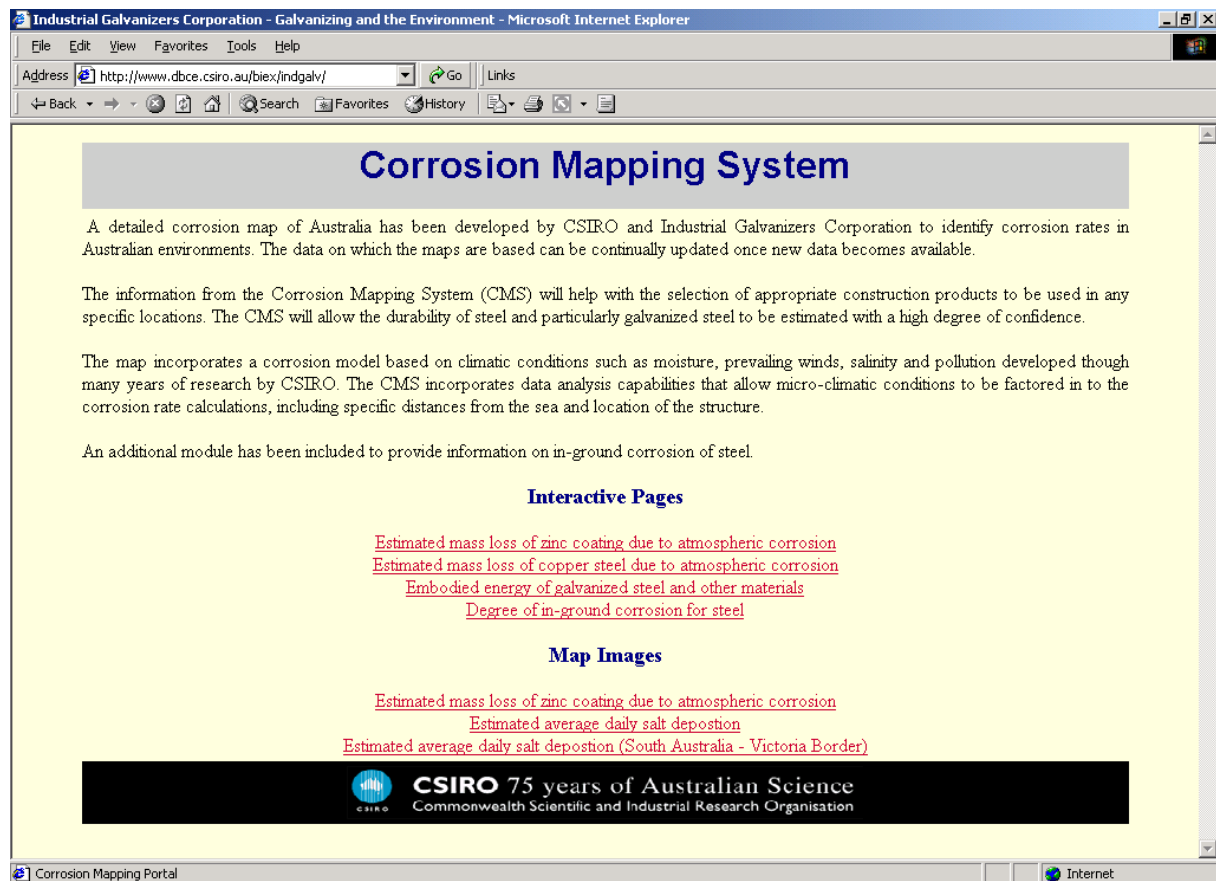 Industrial Galvanizers Corporation - Galvanizing and the Environment - Microsoft Internet Explorer
File Edit View Favorites Tools Help
Address http://www.dbce.csiro.au/biex/indgalv/ Go Links
Back Search Favorites History
Corrosion Mapping System
A detailed corrosion map of Australia has been developed by CSIRO and Industrial Galvanizers Corporation to identify corrosion rates in
Australian environments. The data on which the maps are based can be continually updated once new data becomes available.
The information from the Corrosion Mapping System (CMS) will help with the selection of appropriate construction products to be used in any
specific locations. The CMS will allow the durability of steel and particularly galvanized steel to be estimated with a high degree of confidence.
The map incorporates a corrosion model based on climatic conditions such as moisture, prevailing winds, salinity and pollution developed though
many years of research by CSIRO. The CMS incorporates data analysis capabilities that allow micro-climatic conditions to be factored in to the
corrosion rate calculations, including specific distances from the sea and location of the structure.
An additional module has been included to provide information on in-ground corrosion of steel.
Interactive Pages
Estimated mass loss of zinc coating due to atmospheric corrosion
Estimated mass loss of copper steel due to atmospheric corrosion
Embodied energy of galvanized steel and other materials
Degree of in-ground corrosion for steel
Map Images
Estimated mass loss of zinc coating due to atmospheric corrosion
Estimated average daily salt depostion
Estimated average daily salt depostion (South Australia - Victoria Border)
CSIRO CSIRO 75 years of Australian Science
Commonwealth Scientific and Industrial Research Organisation
Corrosion Mapping Portal Internet